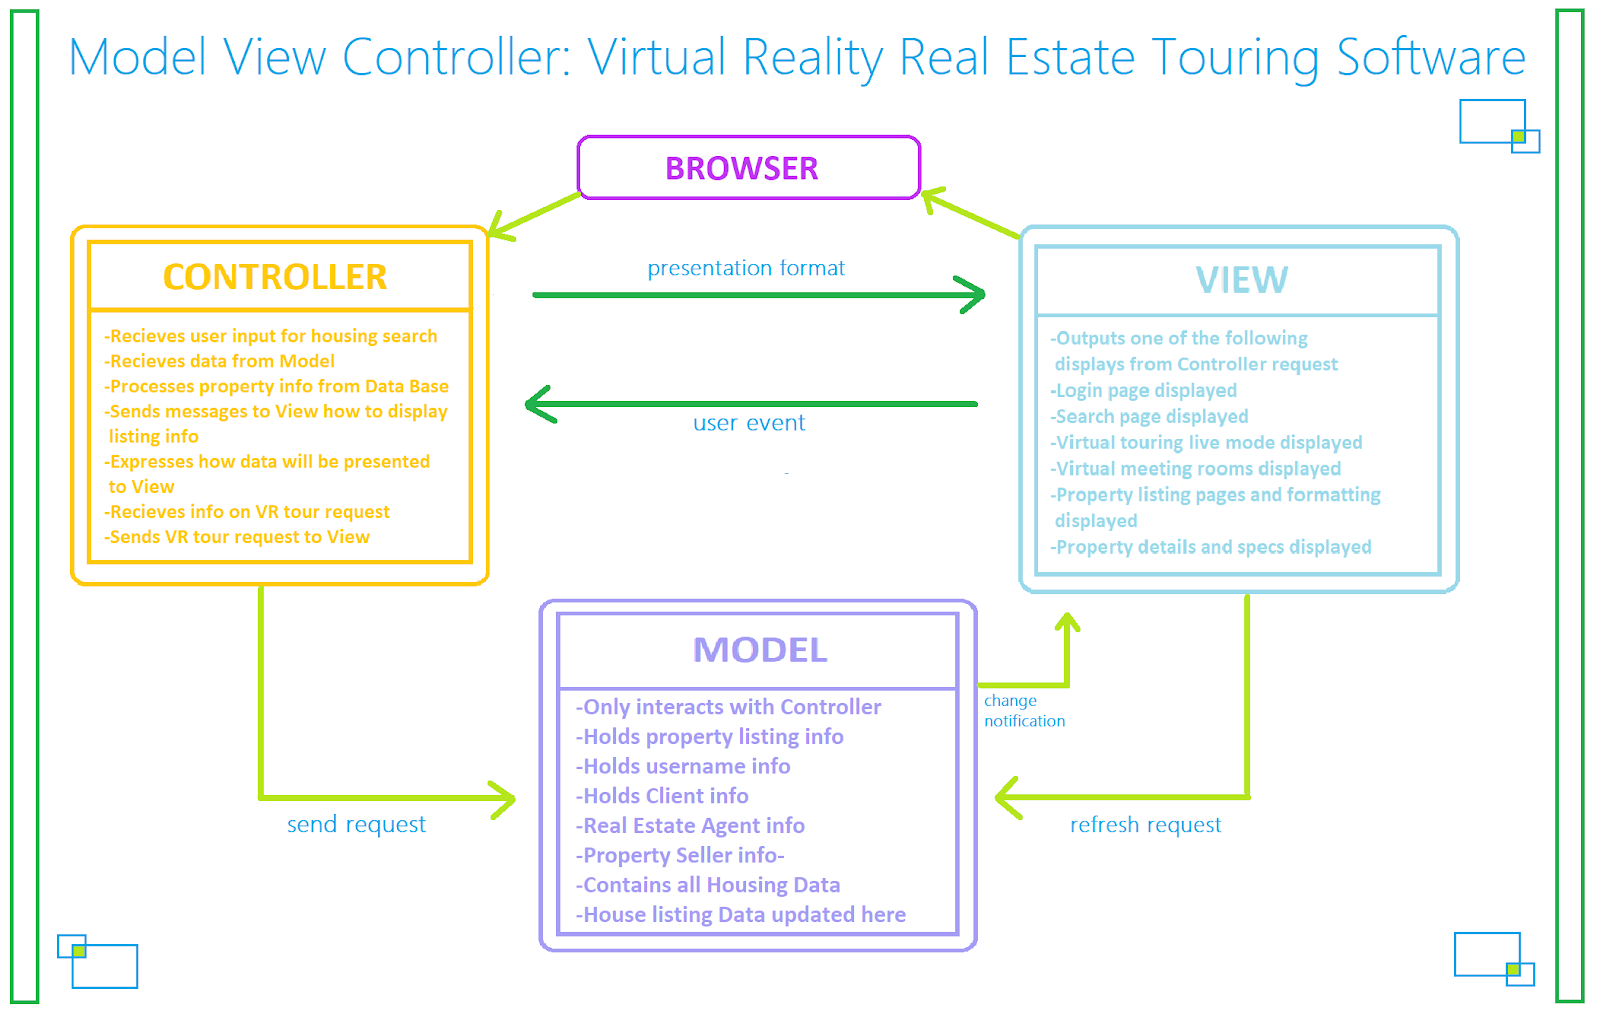 Model View Controller: Virtual Reality Real Estate Touring Software
BROWSER
CONTROLLER
-Recieves user input for housing search
-Recieves data from Model
-Processes property info from Data Base
-Sends messages to View how to display
listing info
-Expresses how data will be presented
to View
-Recieves info on VR tour request
-Sends VR tour request to View
presentation format
user event
-
VIEW
-Outputs one of the following
displays from Controller request
-Login page displayed
-Search page displayed
-Virtual touring live mode displayed
-Virtual meeting rooms displayed
-Property listing pages and formatting
displayed
-Property details and specs displayed
MODEL
-Only interacts with Controller
-Holds property listing info
-Holds username info
-Holds Client info
-Real Estate Agent info
-Property Seller info-
-Contains all Housing Data
-House listing Data updated here
change
notification
send request
refresh request